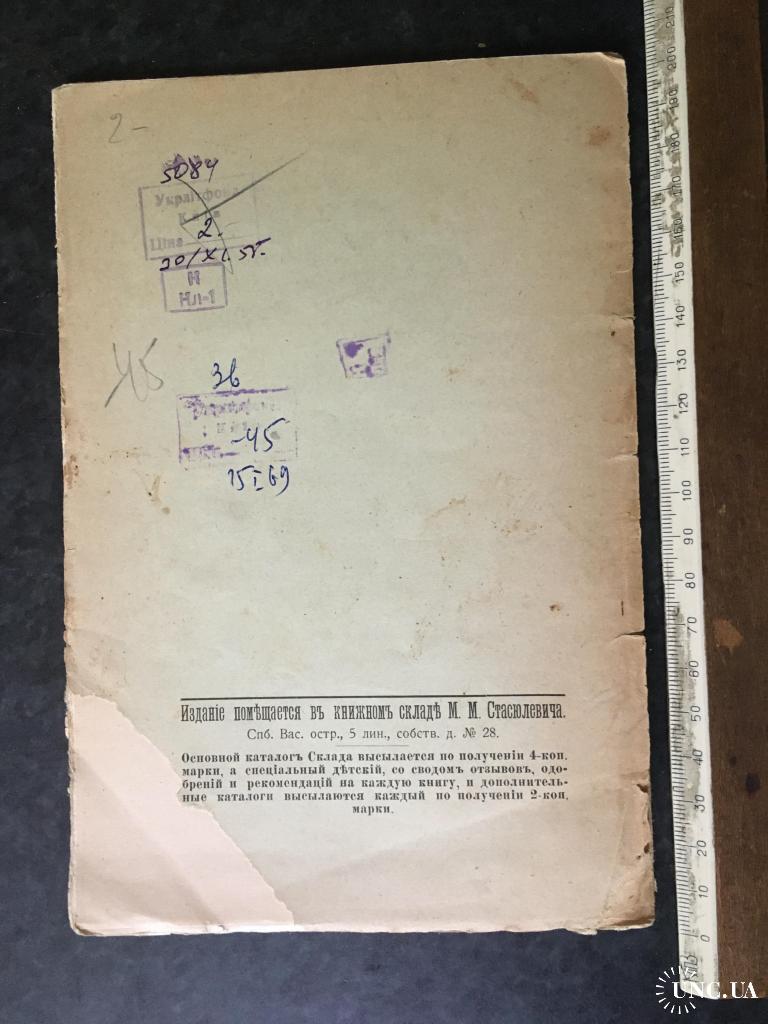 2-
5084
Ціна
2.
20/XI.
Н
Нл-1
45
36
-45
15 I 69
Изданіе помѣщается въ книжномъ складѣ М. М. Стасюлевича.
Спб. Вас. остр., 5 лин., собств. д. № 28.
Основной каталогъ Склада высылается по полученіи 4-коп.
марки, а спеціальный дѣтскій, со сводомъ отзывовъ, одо-
бреній и рекомендацій на каждую книгу, и дополнитель-
ные каталоги высылаются каждый по полученіи 2-коп.
марки.
210
200
190
180
170
160
150
140
130
120
110
100
90
80
70
60
50
40
30
20
10
0
UNC.UA